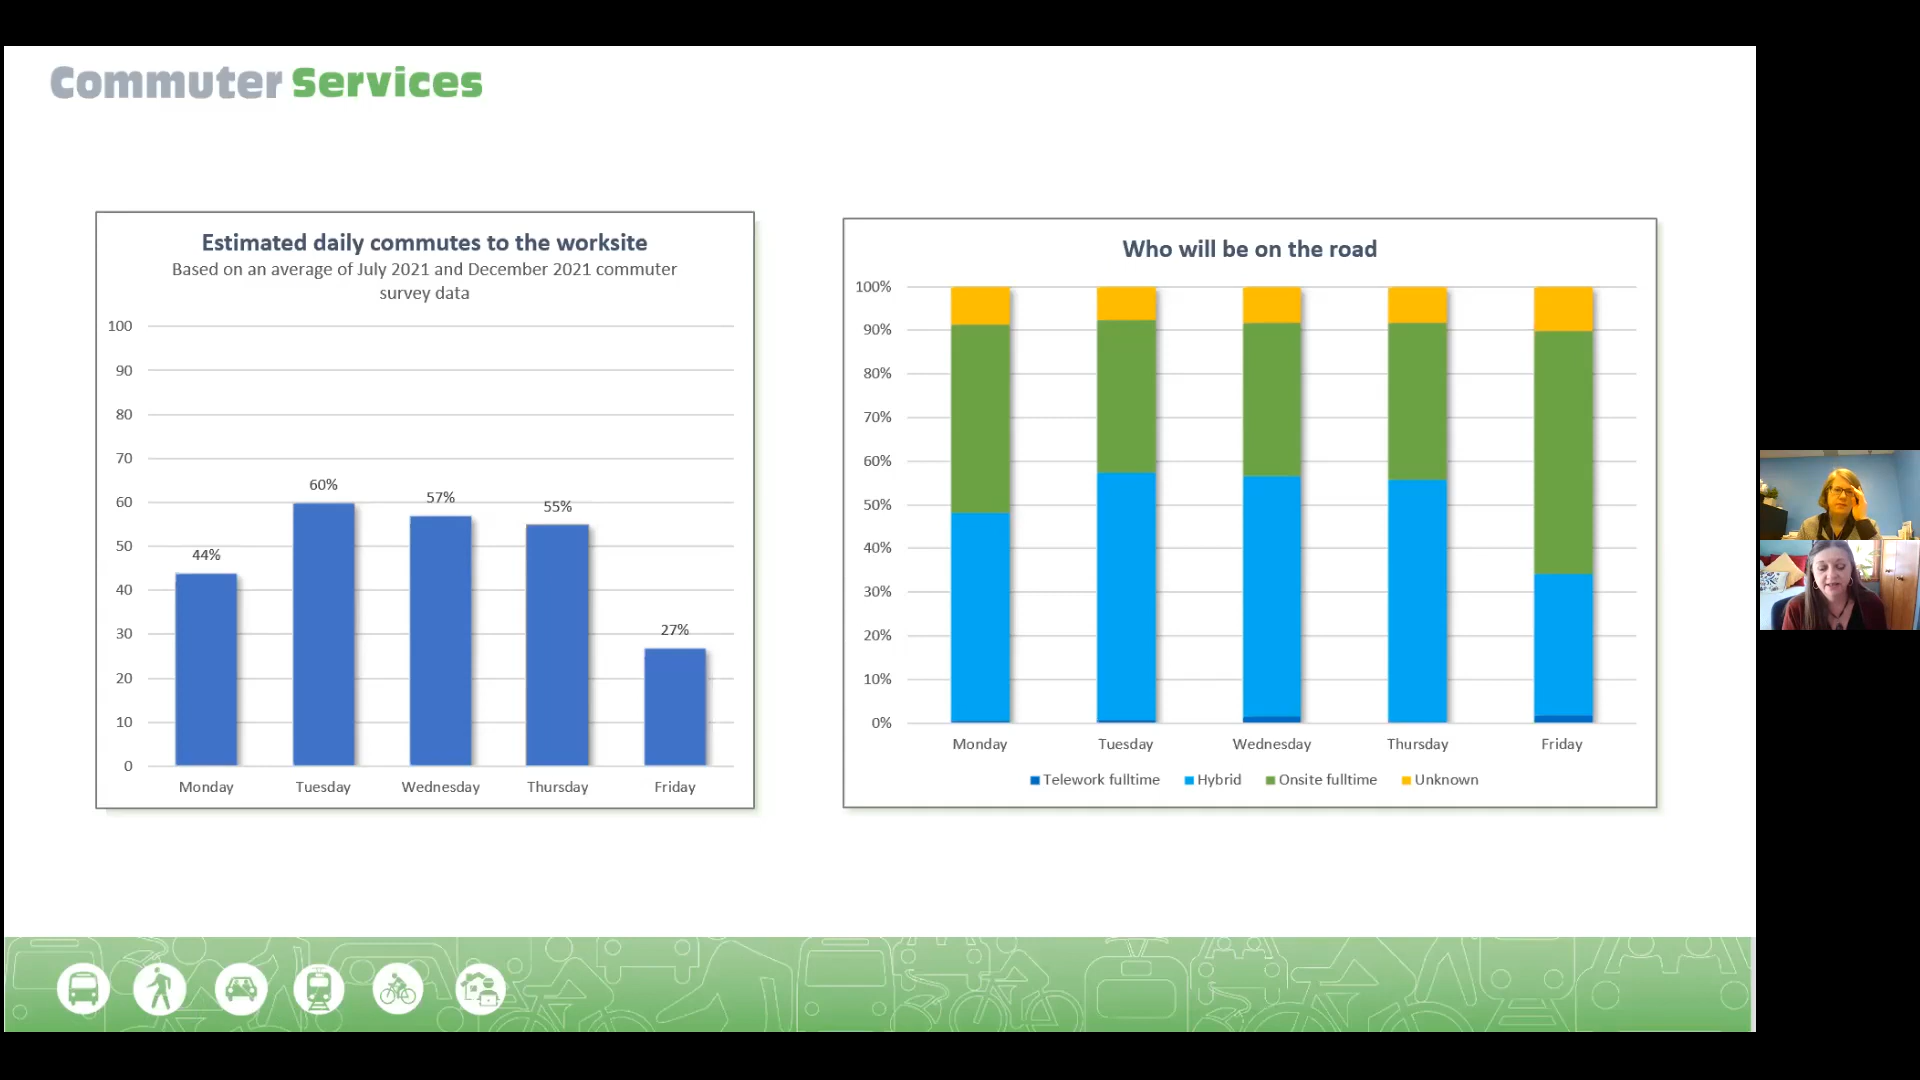 Commuter Services
Estimated daily commutes to the worksite
Based on an average of July 2021 and December 2021 commuter
survey data
100
90
80
70
60
50
40
30
20
10
0
44%
60%
57%
55%
27%
Monday
Tuesday
Wednesday
Thursday
Friday
Who will be on the road
100%
90%
80%
70%
60%
50%
40%
30%
20%
10%
0%
Monday
Tuesday
Wednesday
Thursday
Friday
Telework fulltime
Hybrid
Onsite fulltime
Unknown